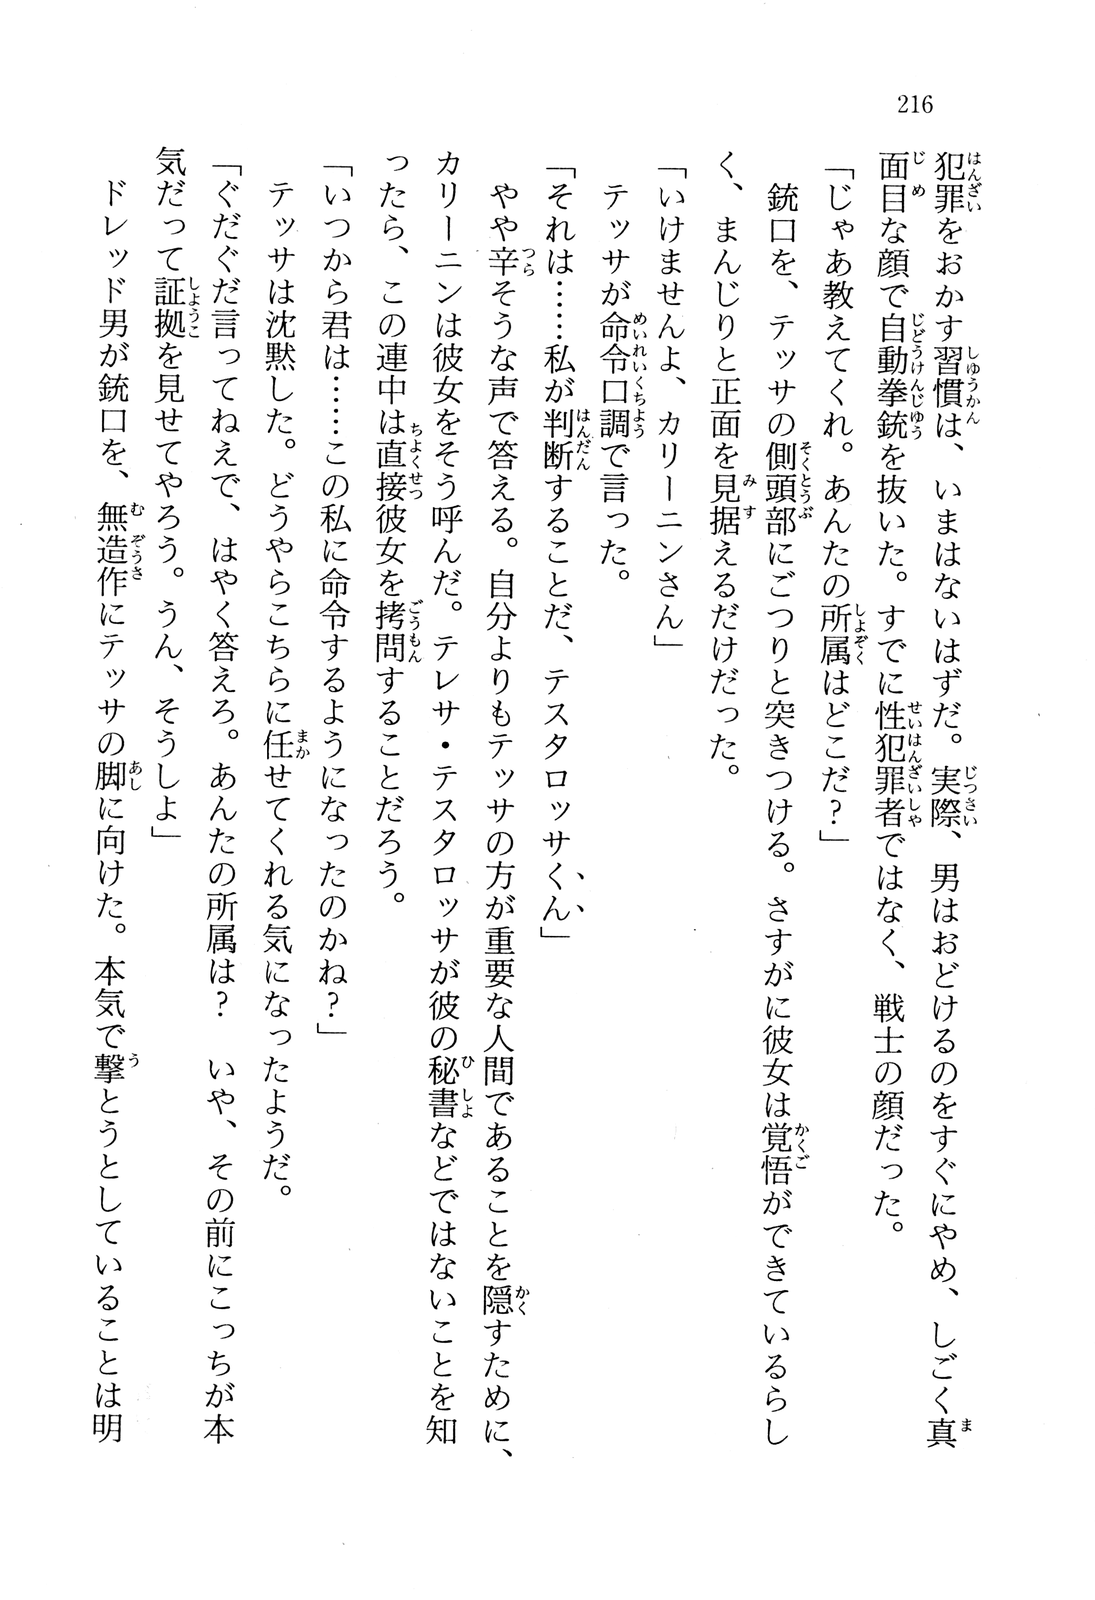 216
犯罪をおかす習慣は、いまはないはずだ。実際、男はおどけるのをすぐにやめ、しごく真
面目な顔で自動拳銃を抜いた。すでに性犯罪者ではなく、戦士の顔だった。
「じゃあ教えてくれ。あんたの所属はどこだ？」
　銃口を、テッサの側頭部にごつりと突きつける。さすがに彼女は覚悟ができているらし
く、まんじりと正面を見据えるだけだった。
「いけませんよ、カリーニンさん」
　テッサが命令口調で言った。
「それは……私が判断することだ、テスタロッサくん」
　やや辛そうな声で答える。自分よりもテッサの方が重要な人間であることを隠すために、
カリーニンは彼女をそう呼んだ。テレサ・テスタロッサが彼の秘書などではないことを知
ったら、この連中は直接彼女を拷問することだろう。
「いつから君は……この私に命令するようになったのかね？」
　テッサは沈黙した。どうやらこちらに任せてくれる気になったようだ。
「ぐだぐだ言ってねえで、はやく答えろ。あんたの所属は？　いや、その前にこっちが本
気だって証拠を見せてやろう。うん、そうしよ」
　ドレッド男が銃口を、無造作にテッサの脚に向けた。本気で撃とうとしていることは明